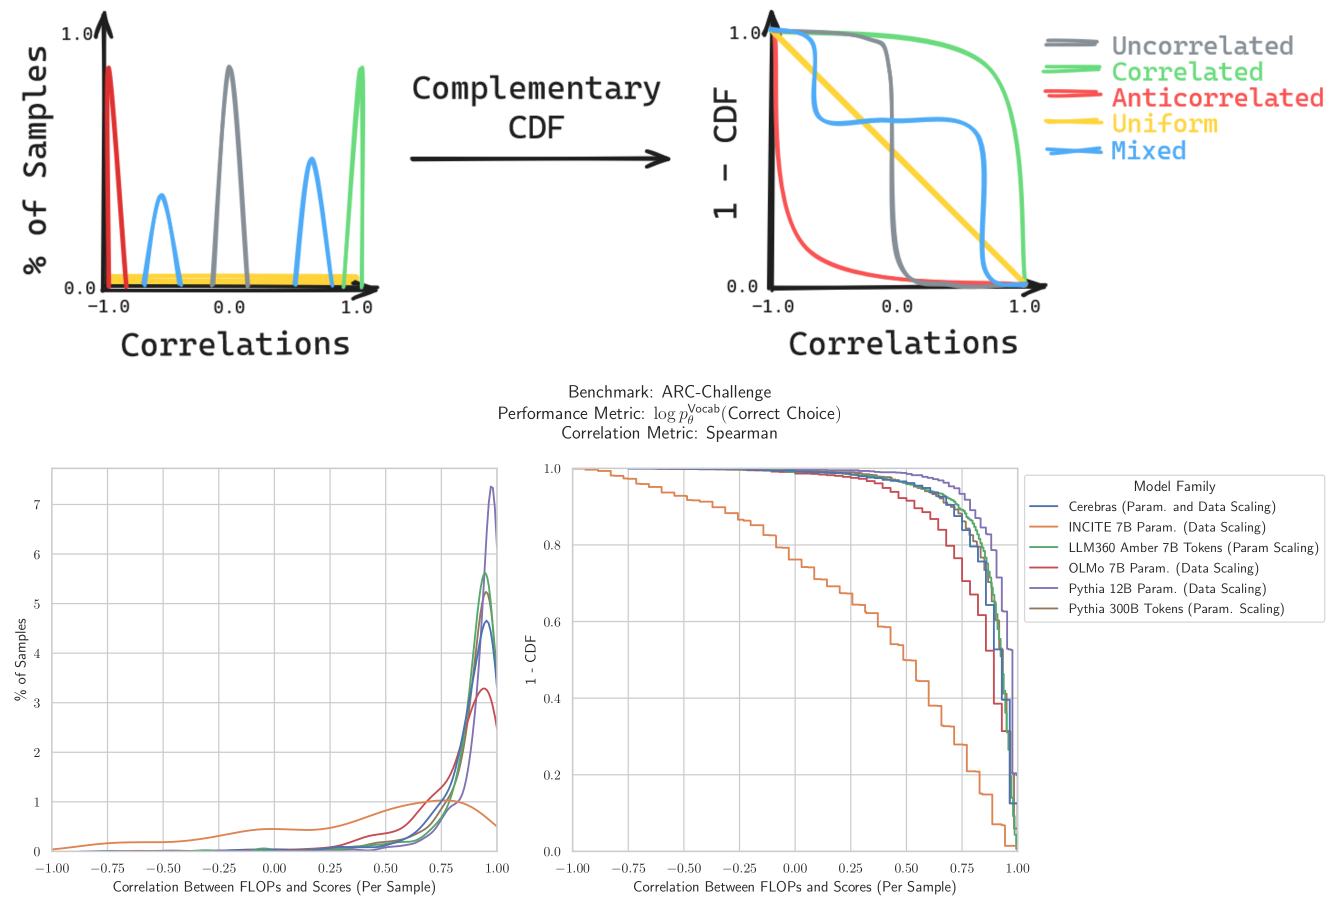 % of Samples
1.0
0.0
−1.0
0.0
1.0
Correlations
Complementary
CDF
1 − CDF
1.0
0.0
−1.0
0.0
1.0
Correlations
Uncorrelated
Correlated
Anticorrelated
Uniform
Mixed
Benchmark: ARC-Challenge
Performance Metric: log p_θ^Vocab(Correct Choice)
Correlation Metric: Spearman
% of Samples
7
6
5
4
3
2
1
0
−1.00 −0.75 −0.50 −0.25 0.00 0.25 0.50 0.75 1.00
Correlation Between FLOPs and Scores (Per Sample)
1 - CDF
1.0
0.8
0.6
0.4
0.2
0.0
−1.00 −0.75 −0.50 −0.25 0.00 0.25 0.50 0.75 1.00
Correlation Between FLOPs and Scores (Per Sample)
Model Family
Cerebras (Param. and Data Scaling)
INCITE 7B Param. (Data Scaling)
LLM360 Amber 7B Tokens (Param Scaling)
OLMo 7B Param. (Data Scaling)
Pythia 12B Param. (Data Scaling)
Pythia 300B Tokens (Param. Scaling)